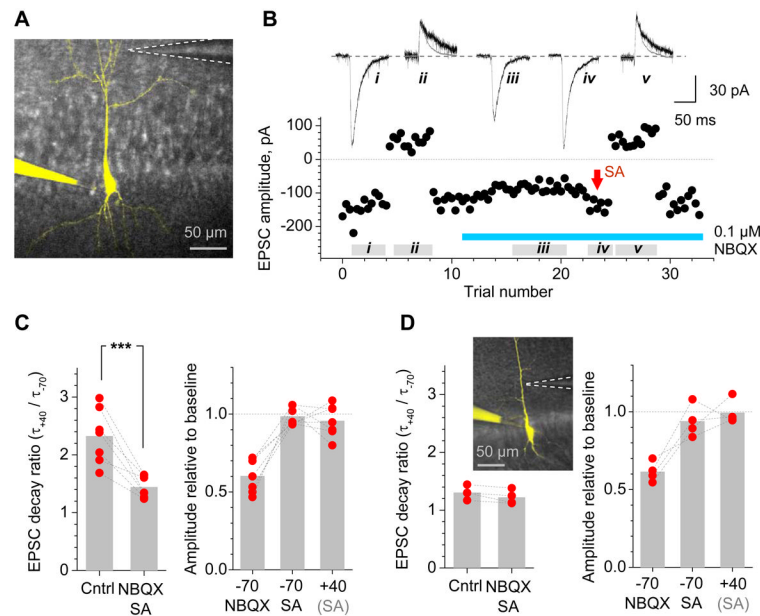 A
50 μm
B
i
ii
iii
iv
v
30 pA
50 ms
EPSC amplitude, pA
100
0
-100
-200
SA
0.1 μM
NBQX
i
ii
iii
iv
v
0
10
20
30
Trial number
C
EPSC decay ratio (τ+40 / τ-70)
***
3
2
1
0
Cntrl
NBQX
SA
Amplitude relative to baseline
1.0
0.5
0.0
-70
NBQX
-70
SA
+40
(SA)
D
EPSC decay ratio (τ+40 / τ-70)
3
2
1
0
50 μm
Cntrl
NBQX
SA
Amplitude relative to baseline
1.0
0.5
0.0
-70
NBQX
-70
SA
+40
(SA)